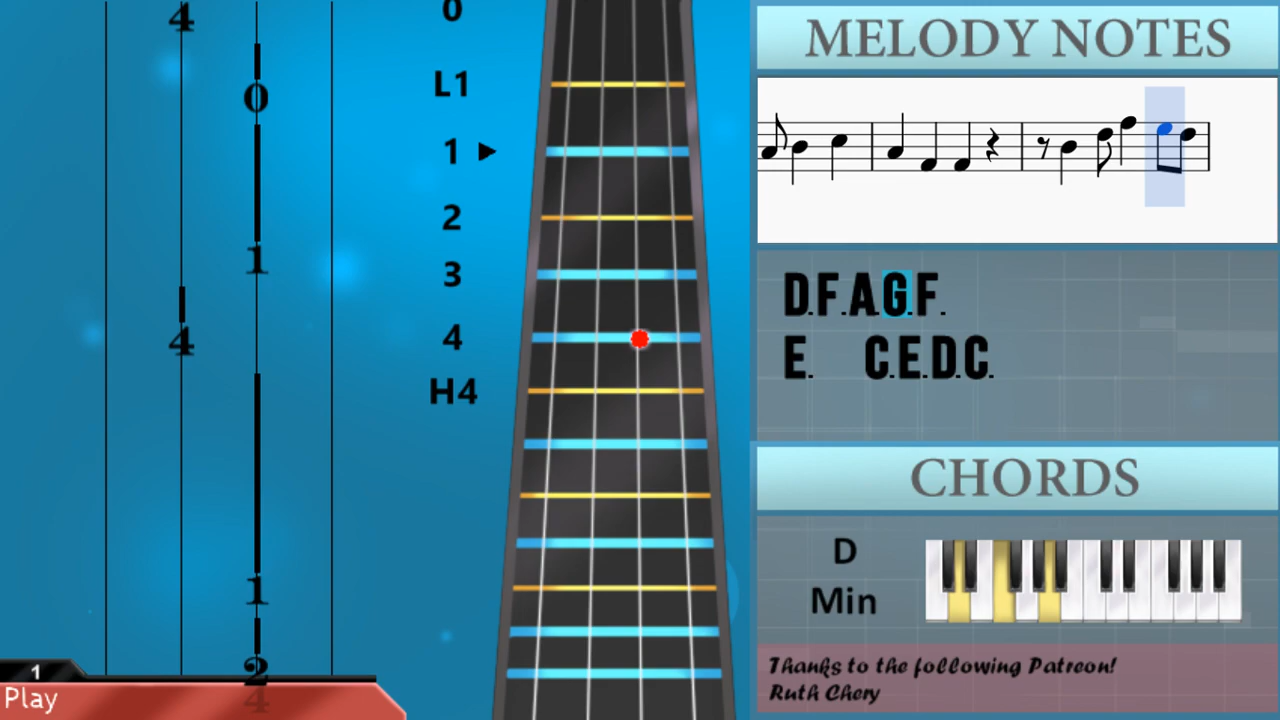 4
0
1
4
1
2
4
1
Play
0
L1
1
2
3
4
H4
MELODY NOTES
D.F.A.G.F.
E. C.E.D.C.
CHORDS
D
Min
Thanks to the following Patreon!
Ruth Chery